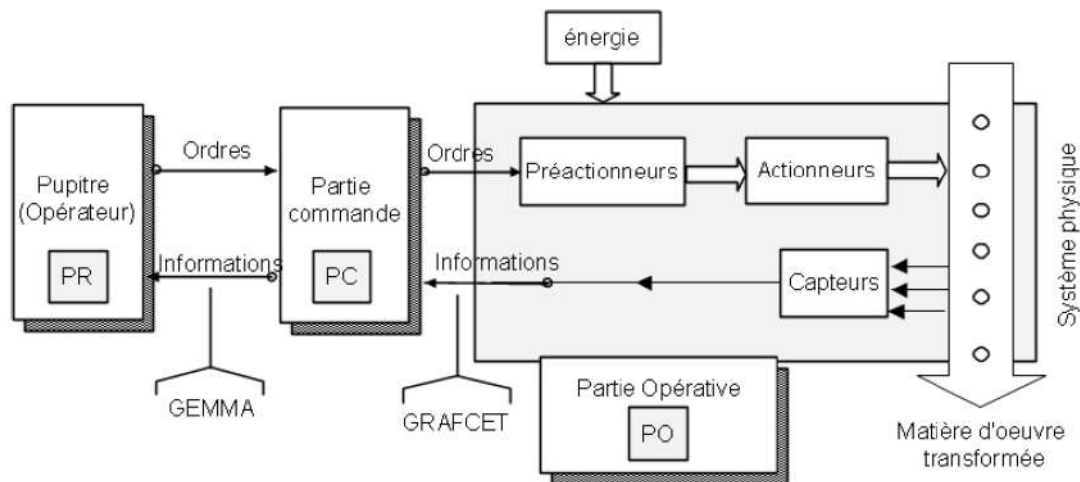 énergie
Ordres
Ordres
Préactionneurs
Actionneurs
Pupitre
(Opérateur)
Partie
commande
Informations
Informations
Capteurs
PR
PC
Système physique
GEMMA
GRAFCET
Partie Opérative
PO
Matière d'oeuvre
transformée